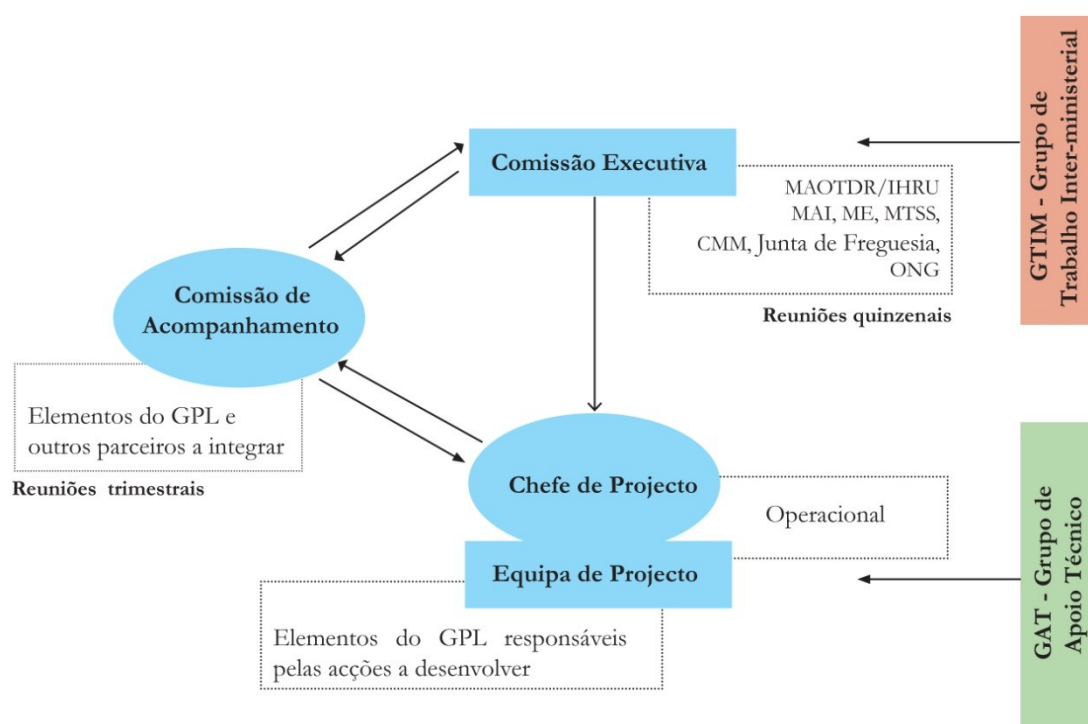 Comissão Executiva
MAOTDR/IHRU
MAI, ME, MTSS,
CMM, Junta de Freguesia,
ONG
Reuniões quinzenais
GTIM - Grupo de
Trabalho Inter-ministerial
Comissão de
Acompanhamento
Elementos do GPL e
outros parceiros a integrar
Reuniões trimestrais
Chefe de Projecto
Operacional
Equipa de Projecto
Elementos do GPL responsáveis
pelas acções a desenvolver
GAT - Grupo de
Apoio Técnico